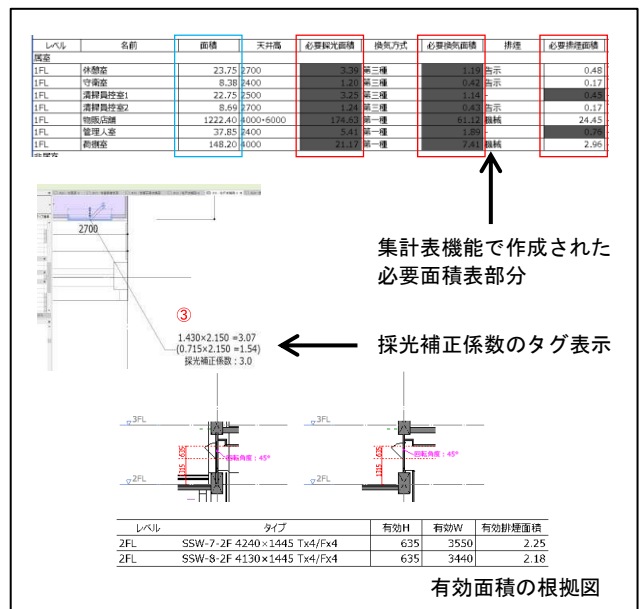 レベル 名前 面積 天井高 必要採光面積 換気方式 必要換気面積 排煙 必要排煙面積
居室
1FL 休憩室 23.75 2700 3.39 第三種 1.19 告示 0.48
1FL 守衛室 8.38 2400 1.20 第三種 0.42 告示 0.17
1FL 清掃員控室1 22.75 2500 3.25 第三種 1.14 - 0.45
1FL 清掃員控室2 8.69 2700 1.24 第三種 0.43 告示 0.17
1FL 物販店舗 1222.40 4000・6000 174.63 第一種 61.12 機械 24.45
1FL 管理人室 37.85 2400 5.41 第一種 1.89 - 0.76
1FL 荷捌室 148.20 4000 21.17 第一種 7.41 機械 2.96
非居室
集計表機能で作成された
必要面積表部分
2700
③
1.430×2.150 =3.07
(0.715×2.150 =1.54)
採光補正係数：3.0
採光補正係数のタグ表示
3FL 3FL
635 回転角度：45° 635 回転角度：45°
1315 1315
2FL 2FL
レベル タイプ 有効H 有効W 有効排煙面積
2FL SSW-7-2F 4240×1445 Tx4/Fx4 635 3550 2.25
2FL SSW-8-2F 4130×1445 Tx4/Fx4 635 3440 2.18
有効面積の根拠図